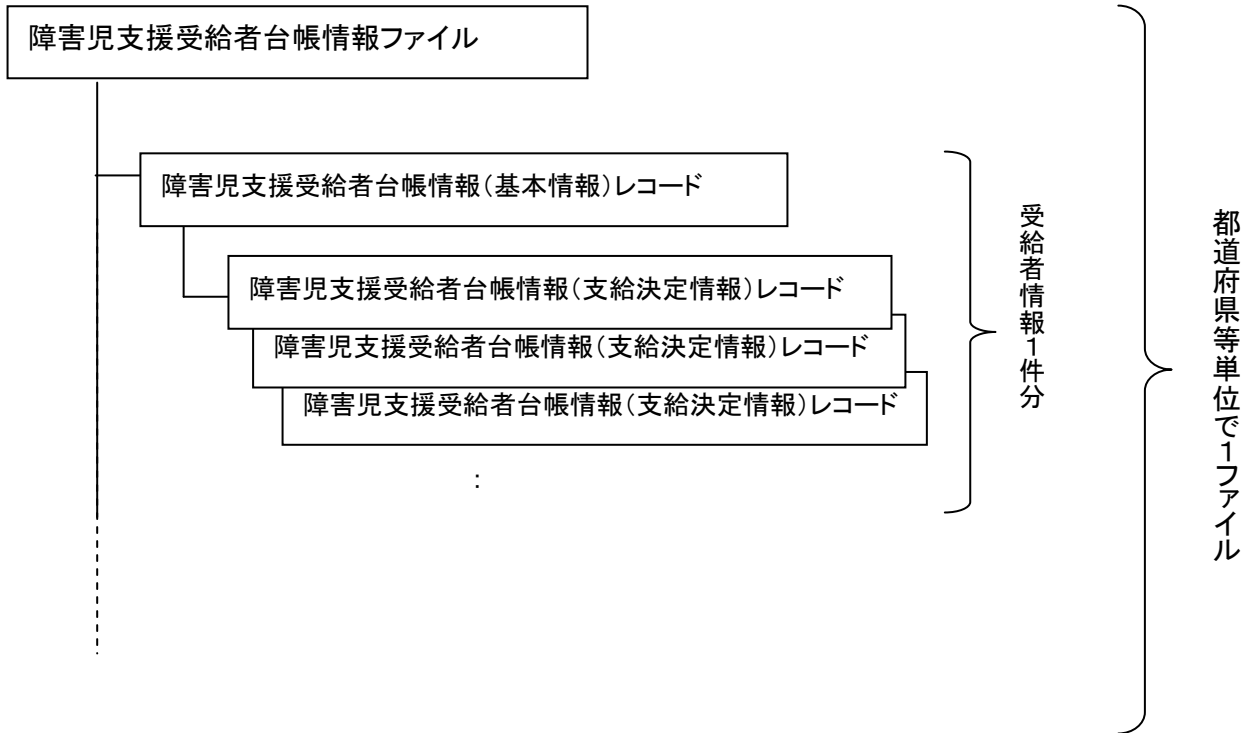 障害児支援受給者台帳情報ファイル
障害児支援受給者台帳情報（基本情報）レコード
障害児支援受給者台帳情報（支給決定情報）レコード
障害児支援受給者台帳情報（支給決定情報）レコード
障害児支援受給者台帳情報（支給決定情報）レコード
：
受給者情報１件分
都道府県等単位で１ファイル